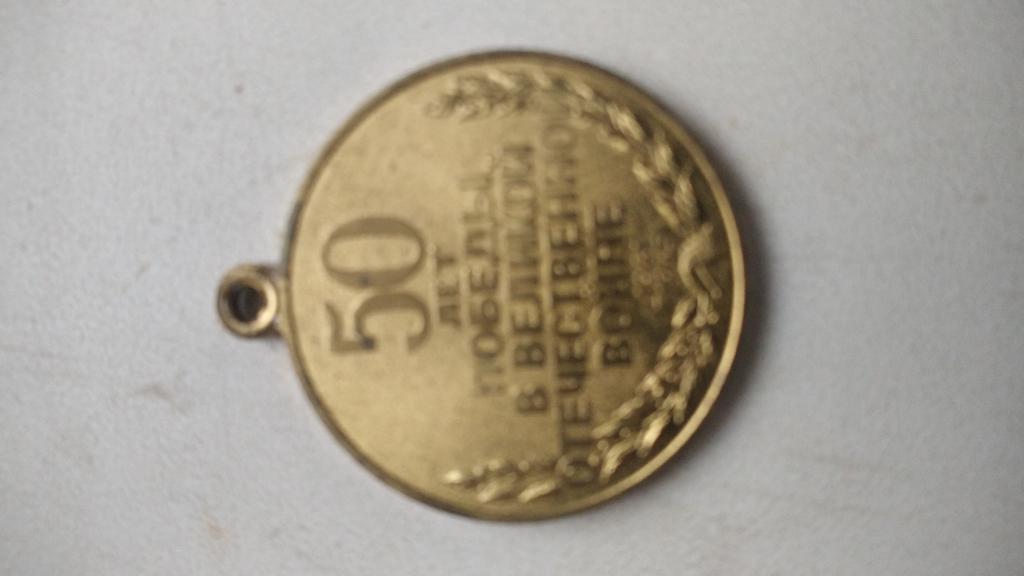 50
ЛЕТ
ПОБЕДЫ
В ВЕЛИКОЙ
ОТЕЧЕСТВЕННОЙ
ВОЙНЕ